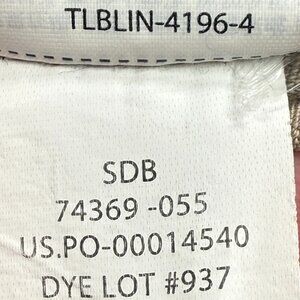 TLBLIN-4196-4
SDB
74369 -055
US.PO-00014540
DYE LOT #937